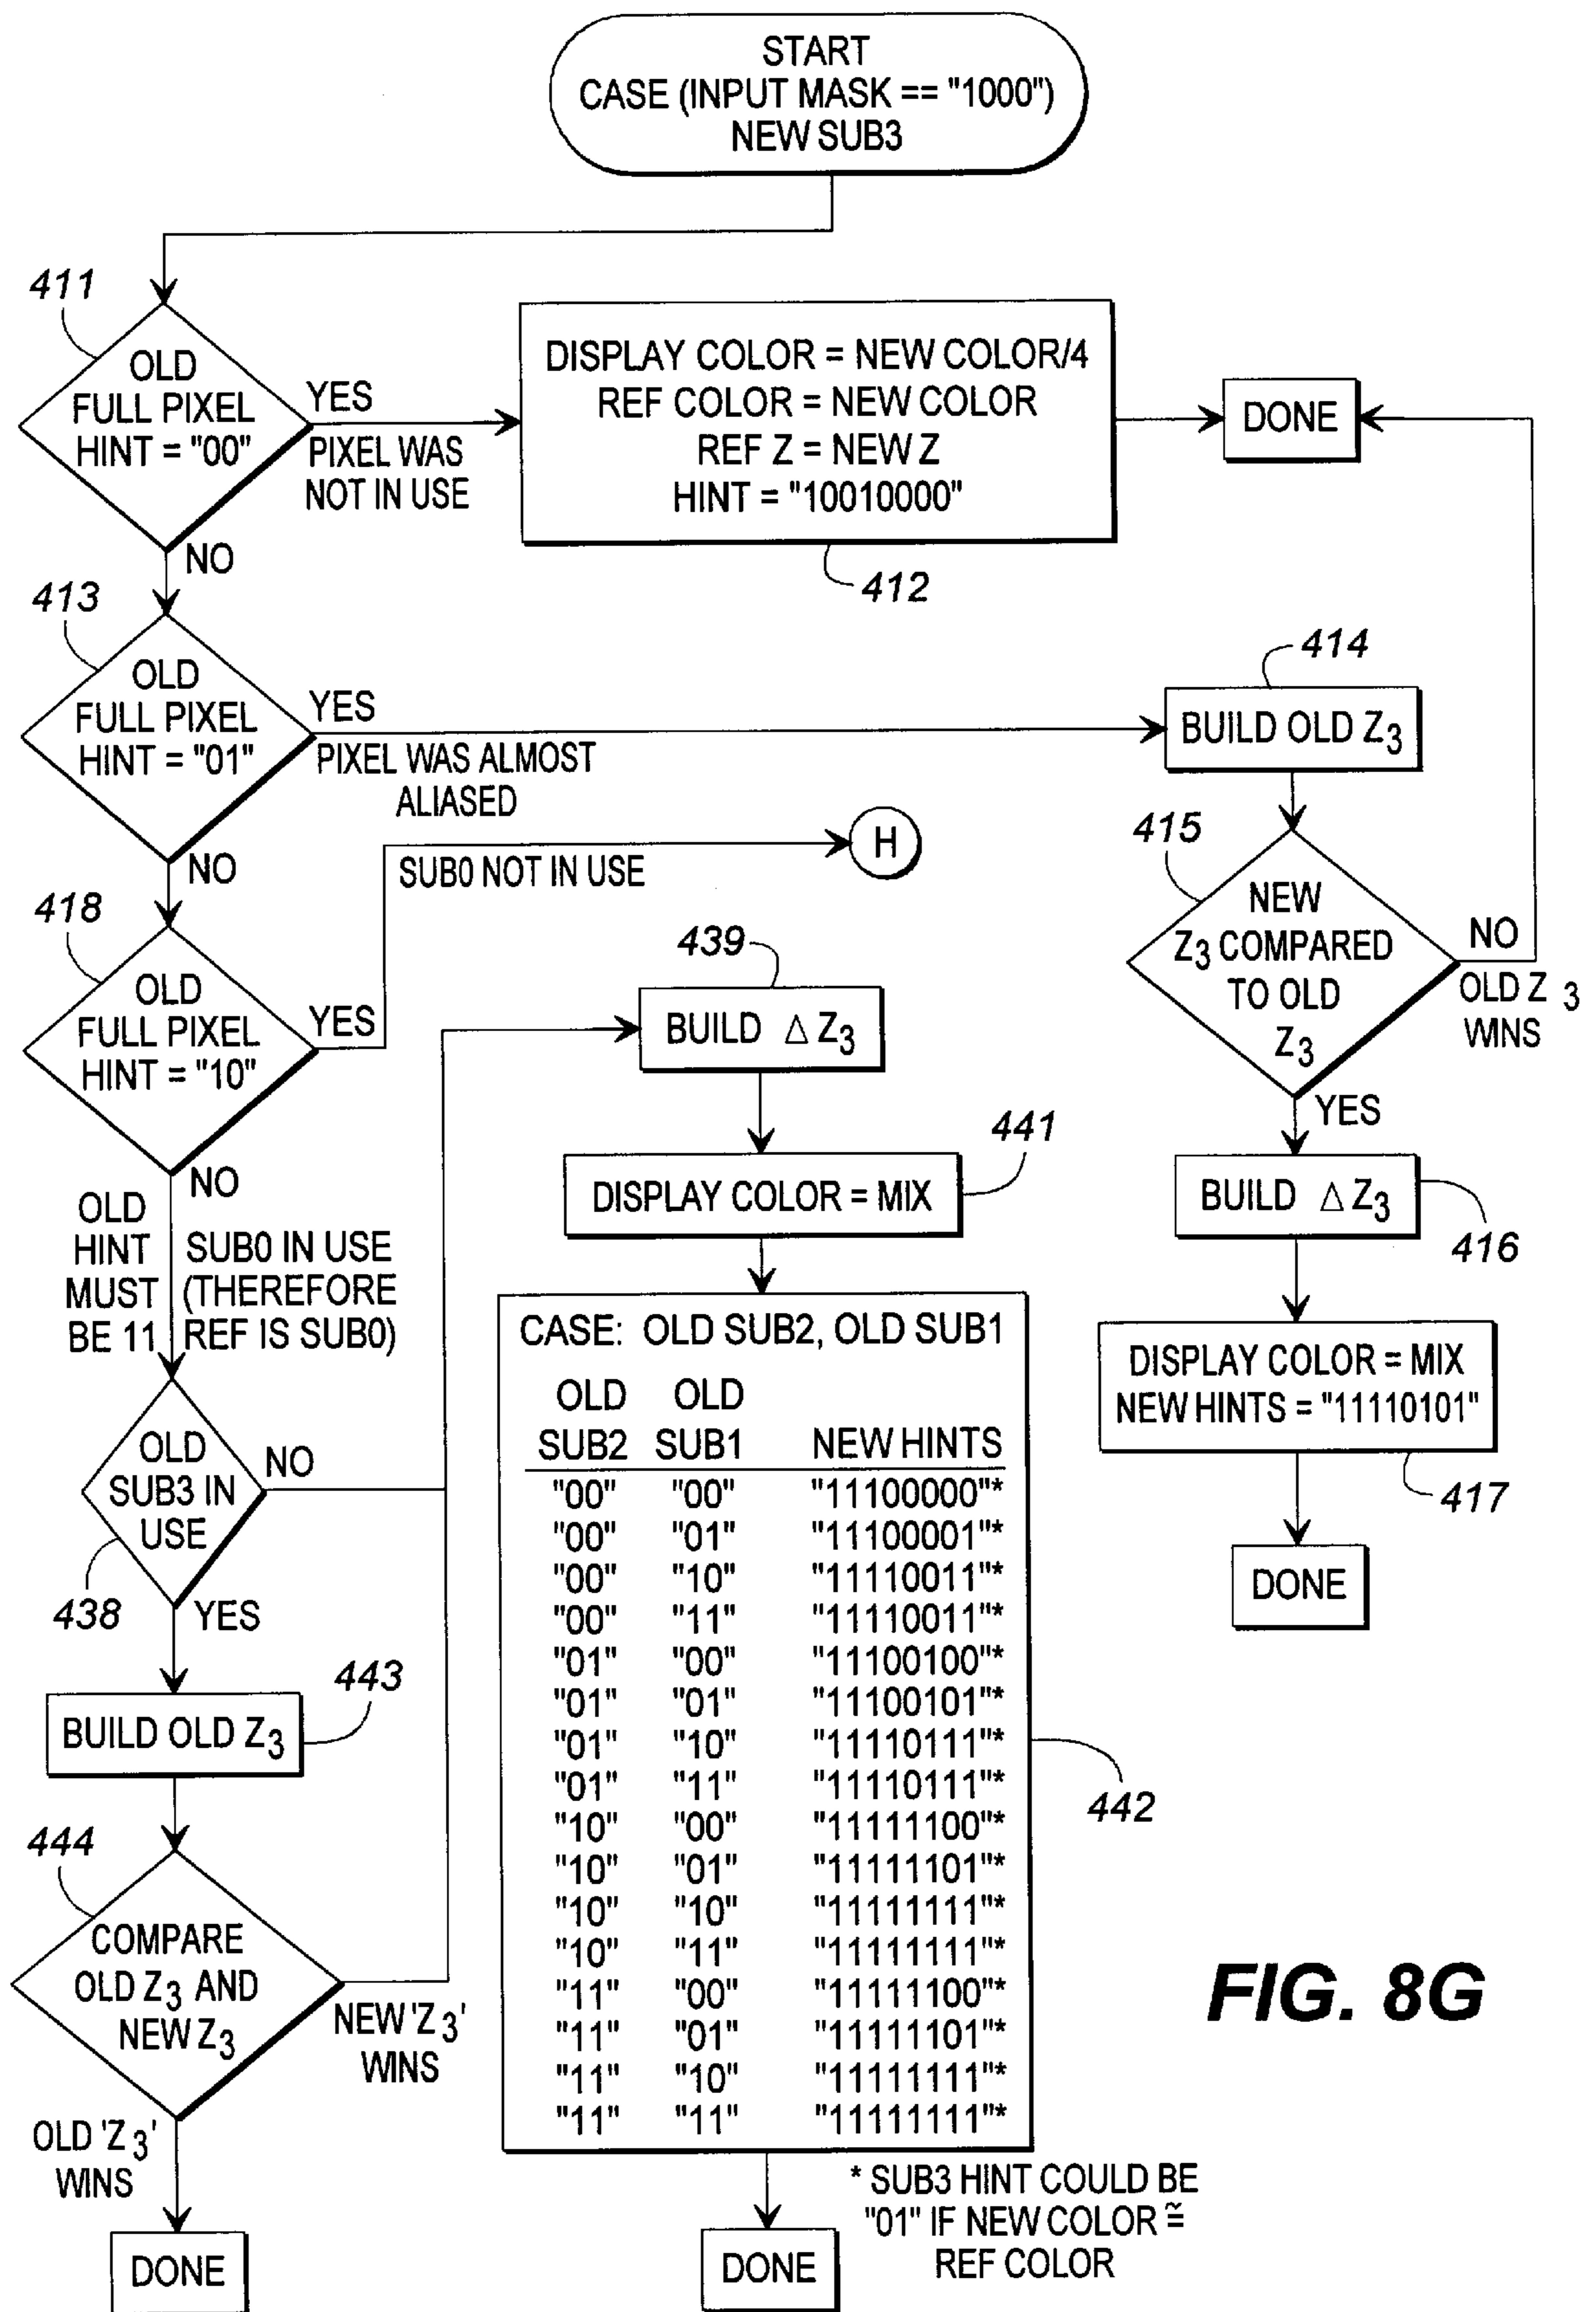 START
CASE (INPUT MASK == "1000")
NEW SUB3
411
OLD
FULL PIXEL
HINT = "00"
YES
PIXEL WAS
NOT IN USE
NO
DISPLAY COLOR = NEW COLOR/4
REF COLOR = NEW COLOR
REF Z = NEW Z
HINT = "10010000"
412
DONE
413
OLD
FULL PIXEL
HINT = "01"
YES
PIXEL WAS ALMOST
ALIASED
NO
414
BUILD OLD Z3
415
NEW
Z3 COMPARED
TO OLD
Z3
NO
OLD Z 3
WINS
YES
BUILD △ Z3
416
DISPLAY COLOR = MIX
NEW HINTS = "11110101"
417
DONE
H
SUB0 NOT IN USE
418
OLD
FULL PIXEL
HINT = "10"
YES
NO
OLD
HINT
MUST
BE 11
SUB0 IN USE
(THEREFORE
REF IS SUB0)
OLD
SUB3 IN
USE
NO
438
YES
BUILD OLD Z3
443
444
COMPARE
OLD Z3 AND
NEW Z3
NEW 'Z 3'
WINS
OLD 'Z 3'
WINS
DONE
439
BUILD △ Z3
441
DISPLAY COLOR = MIX
CASE: OLD SUB2, OLD SUB1
OLD OLD
SUB2 SUB1 NEW HINTS
"00" "00" "11100000"*
"00" "01" "11100001"*
"00" "10" "11110011"*
"00" "11" "11110011"*
"01" "00" "11100100"*
"01" "01" "11100101"*
"01" "10" "11110111"*
"01" "11" "11110111"*
"10" "00" "11111100"*
"10" "01" "11111101"*
"10" "10" "11111111"*
"10" "11" "11111111"*
"11" "00" "11111100"*
"11" "01" "11111101"*
"11" "10" "11111111"*
"11" "11" "11111111"*
442
* SUB3 HINT COULD BE
"01" IF NEW COLOR ≅
REF COLOR
DONE
FIG. 8G